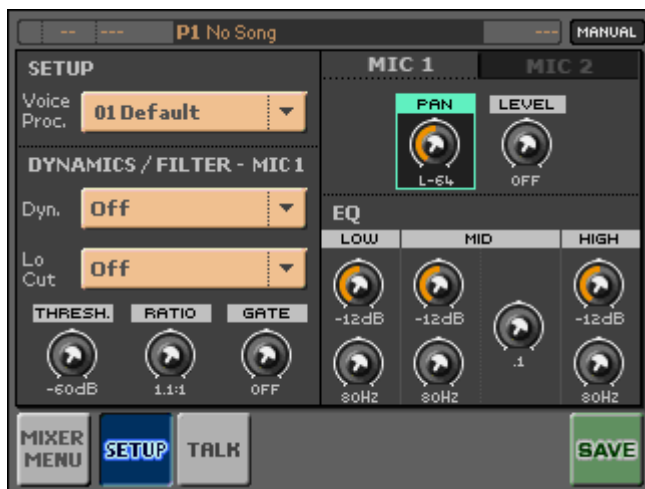 -- --- P1 No Song --- MANUAL
SETUP
Voice Proc. 01 Default
DYNAMICS / FILTER - MIC 1
Dyn. Off
Lo Cut Off
THRESH. RATIO GATE
-60dB 1.1:1 OFF
MIC 1 MIC 2
PAN LEVEL
L-64 OFF
EQ
LOW MID HIGH
-12dB -12dB -12dB
.1
80Hz 80Hz 80Hz
MIXER MENU SETUP TALK SAVE